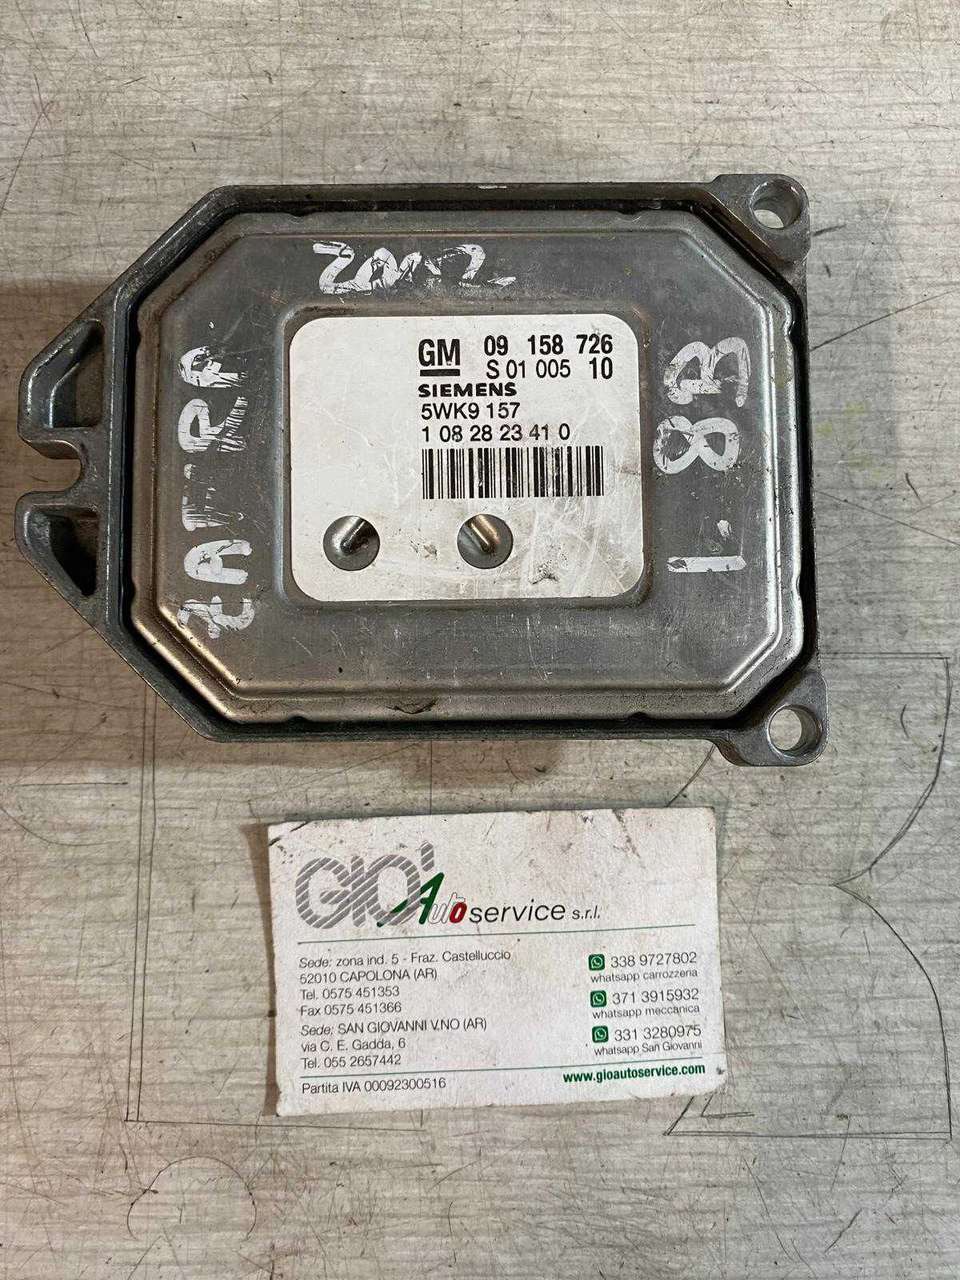 2002
ZAFIRA
1.8B
GM 09 158 726
S 01 005 10
SIEMENS
5WK9 157
1 08 28 23 41 0
GIO' Auto service s.r.l.
Sede: zona ind. 5 - Fraz. Castelluccio
52010 CAPOLONA (AR)
Tel. 0575 451353
Fax 0575 451366
Sede: SAN GIOVANNI V.NO (AR)
via C. E. Gadda, 6
Tel. 055 2657442
Partita IVA 00092300516
338 9727802
whatsapp carrozzeria
371 3915932
whatsapp meccanica
331 3280975
whatsapp San Giovanni
www.gioautoservice.com